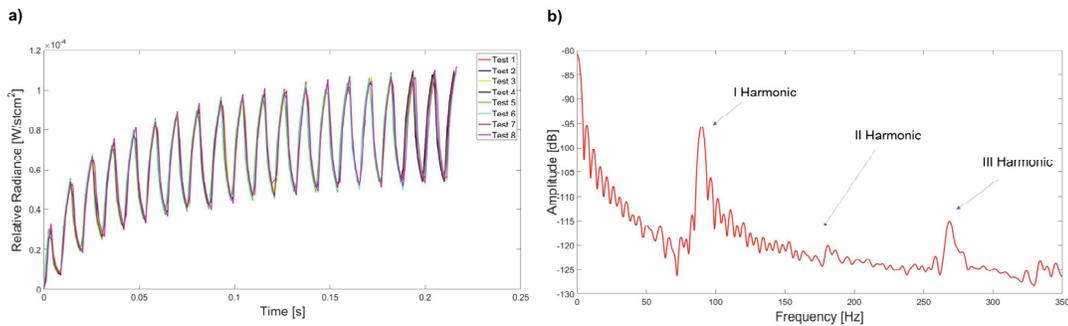 a)
×10⁻⁴
1.2
1
0.8
0.6
0.4
0.2
0
Relative Radiance [W/s|cm²]
0
0.05
0.1
0.15
0.2
0.25
Time [s]
Test 1
Test 2
Test 3
Test 4
Test 5
Test 6
Test 7
Test 8
b)
-80
-85
-90
-95
-100
-105
-110
-115
-120
-125
-130
Amplitude [dB]
I Harmonic
II Harmonic
III Harmonic
0
50
100
150
200
250
300
350
Frequency [Hz]